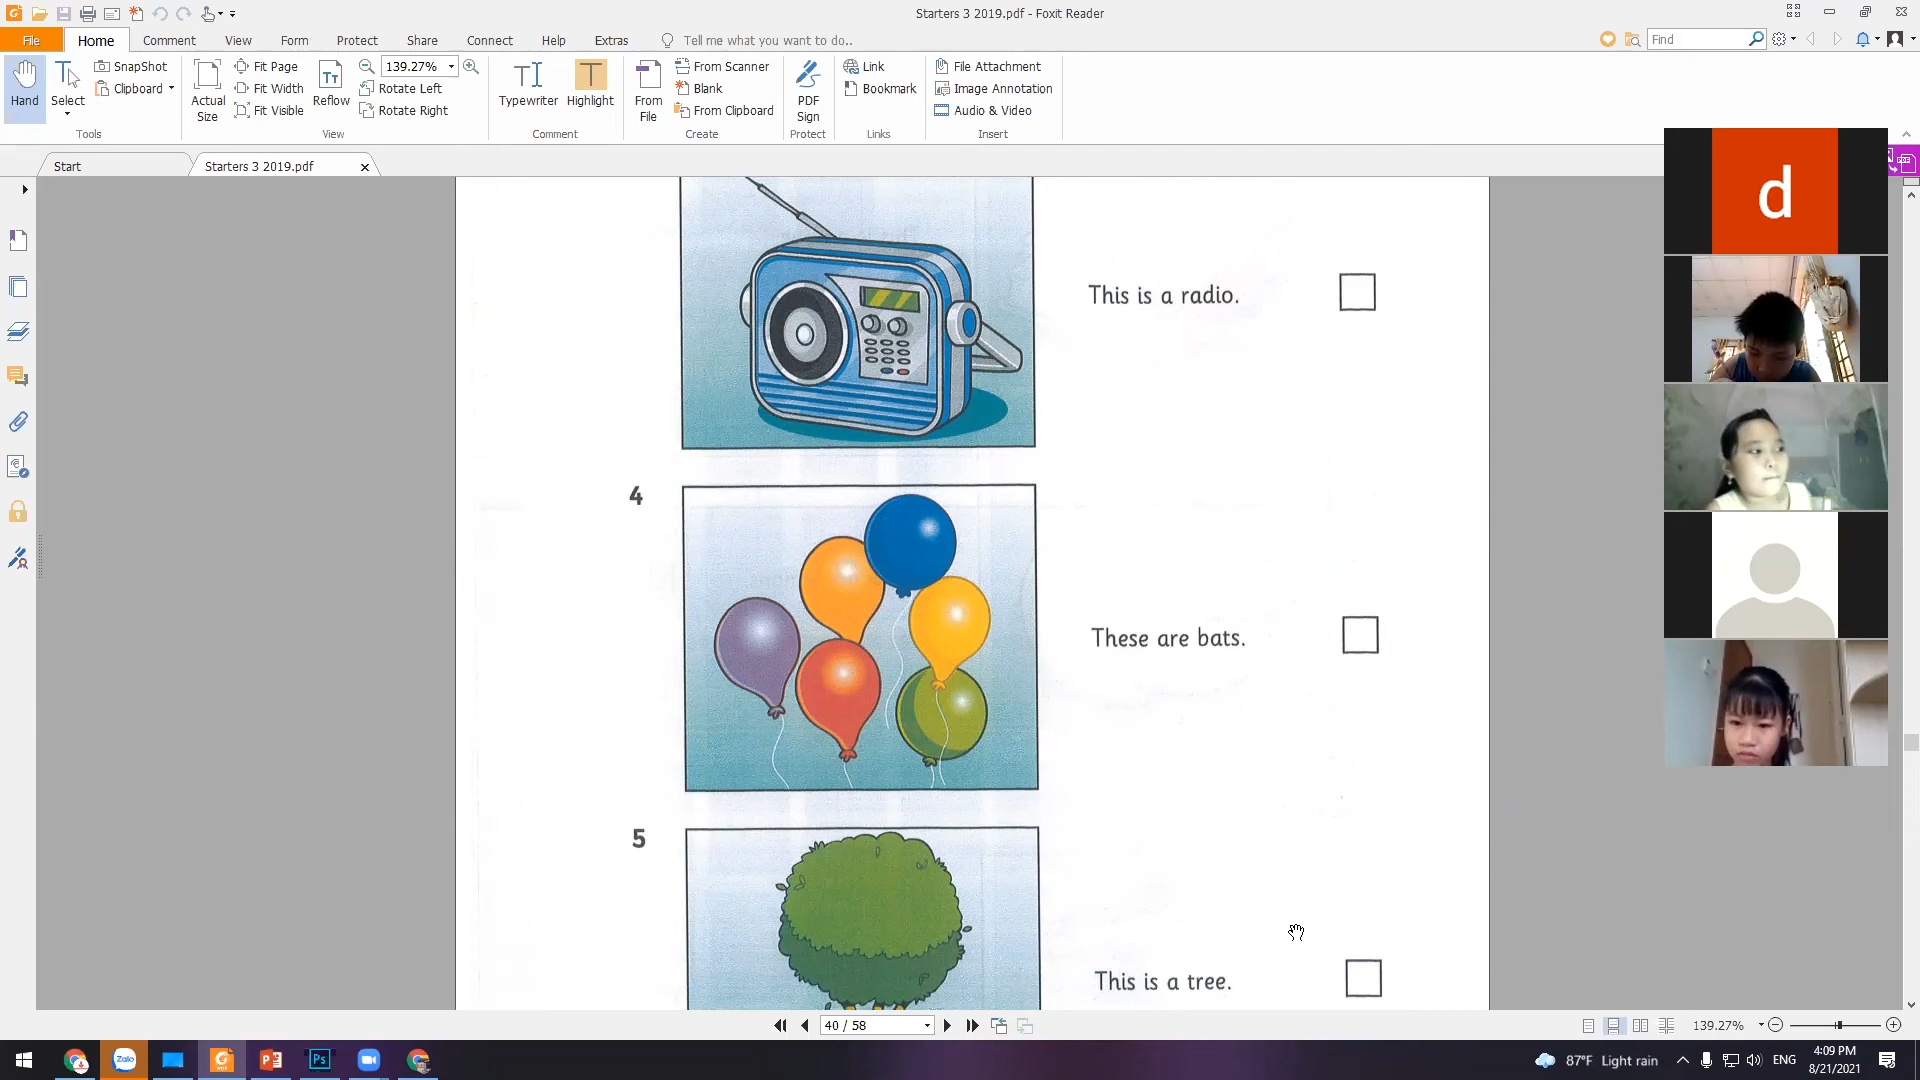 Starters 3 2019.pdf - Foxit Reader
File Home Comment View Form Protect Share Connect Help Extras Tell me what you want to do.. Find
Hand
Select
SnapShot
Clipboard
Tools
Actual Size
Fit Page
Fit Width
Fit Visible
Reflow
139.27%
Rotate Left
Rotate Right
View
Typewriter
Highlight
Comment
From File
From Scanner
Blank
From Clipboard
Create
PDF Sign
Protect
Link
Bookmark
Links
File Attachment
Image Annotation
Audio & Video
Insert
Start
Starters 3 2019.pdf
d
This is a radio.
4
These are bats.
5
This is a tree.
40 / 58
139.27%
Zalo
Ps
87°F Light rain
ENG
4:09 PM
8/21/2021